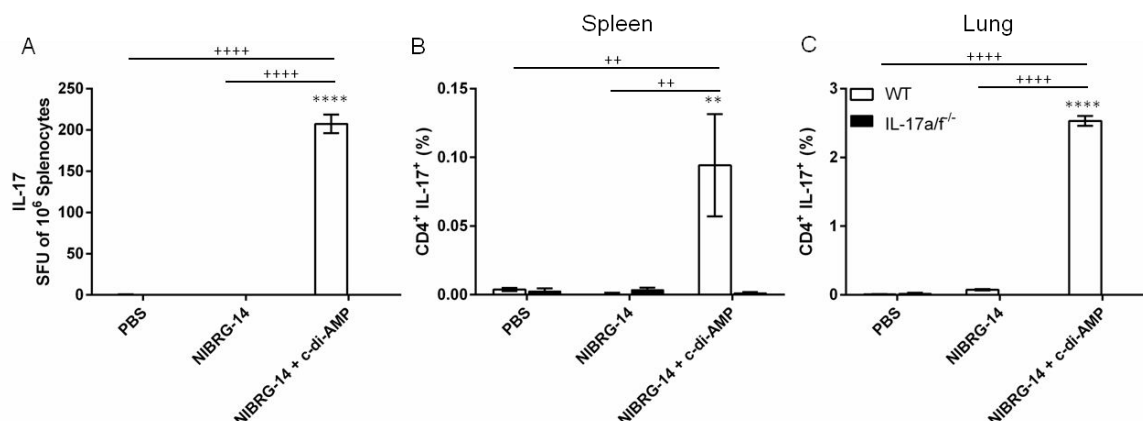 Spleen
Lung
A
++++
++++
****
250
200
150
100
50
0
IL-17
SFU of 10⁶ Splenocytes
PBS
NIBRG-14
NIBRG-14 + c-di-AMP
B
++
++
**
0.15
0.10
0.05
0.00
CD4⁺ IL-17⁺ (%)
PBS
NIBRG-14
NIBRG-14 + c-di-AMP
C
++++
++++
****
WT
IL-17a/f⁻/⁻
3
2
1
0
CD4⁺ IL-17⁺ (%)
PBS
NIBRG-14
NIBRG-14 + c-di-AMP